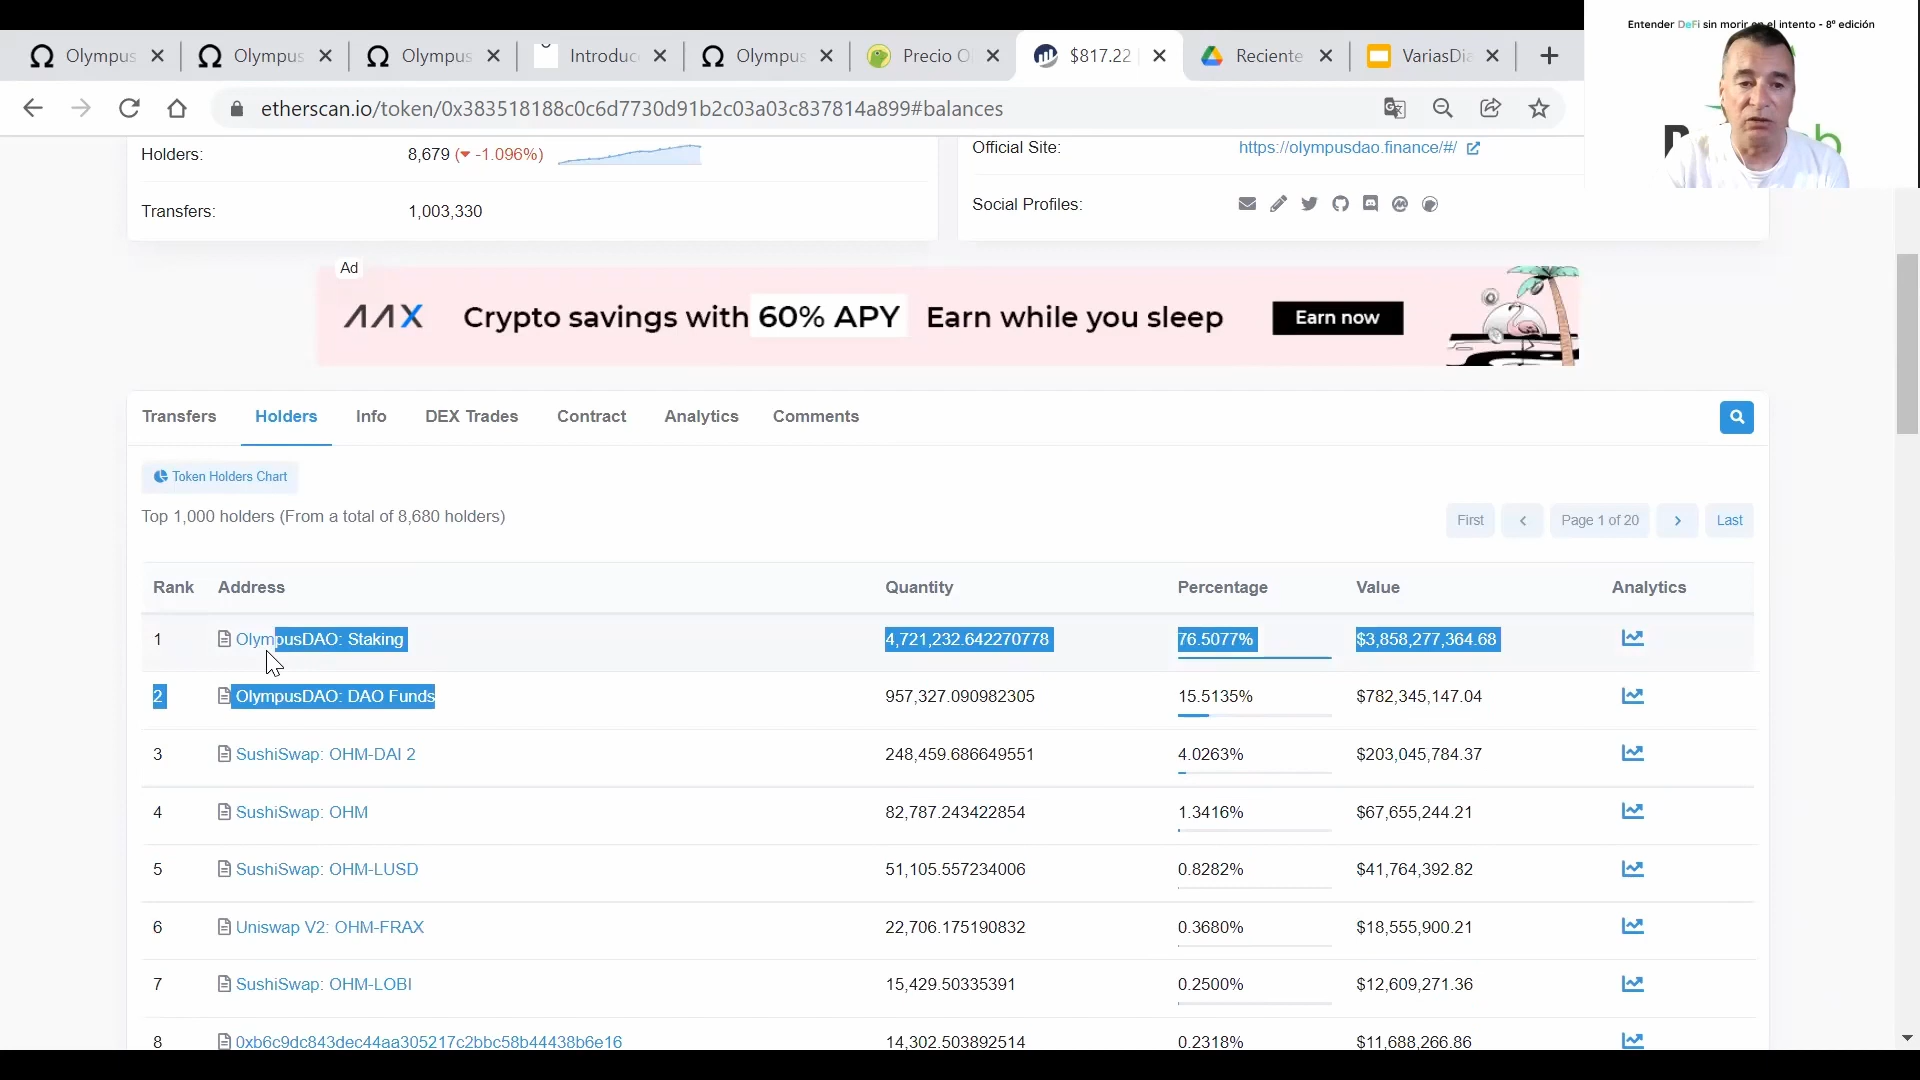 Entender DeFi sin morir en el intento - 8ª edición
Olympus
Olympus
Olympus
Introduc
Olympus
Precio O
$817.22
Reciente
VariasDia
etherscan.io/token/0x383518188c0c6d7730d91b2c03a03c837814a899#balances
Holders: 8,679 (-1.096%)
Official Site: https://olympusdao.finance/#/
Transfers: 1,003,330
Social Profiles:
Ad
AAX Crypto savings with 60% APY Earn while you sleep Earn now
Transfers Holders Info DEX Trades Contract Analytics Comments
Token Holders Chart
Top 1,000 holders (From a total of 8,680 holders)
First Page 1 of 20 Last
Rank Address Quantity Percentage Value Analytics
1 OlympusDAO: Staking 4,721,232.642270778 76.5077% $3,858,277,364.68
2 OlympusDAO: DAO Funds 957,327.090982305 15.5135% $782,345,147.04
3 SushiSwap: OHM-DAI 2 248,459.686649551 4.0263% $203,045,784.37
4 SushiSwap: OHM 82,787.243422854 1.3416% $67,655,244.21
5 SushiSwap: OHM-LUSD 51,105.557234006 0.8282% $41,764,392.82
6 Uniswap V2: OHM-FRAX 22,706.175190832 0.3680% $18,555,900.21
7 SushiSwap: OHM-LOBI 15,429.50335391 0.2500% $12,609,271.36
8 0xb6c9dc843dec44aa305217c2bbc58b44438b6e16 14,302.503892514 0.2318% $11,688,266.86